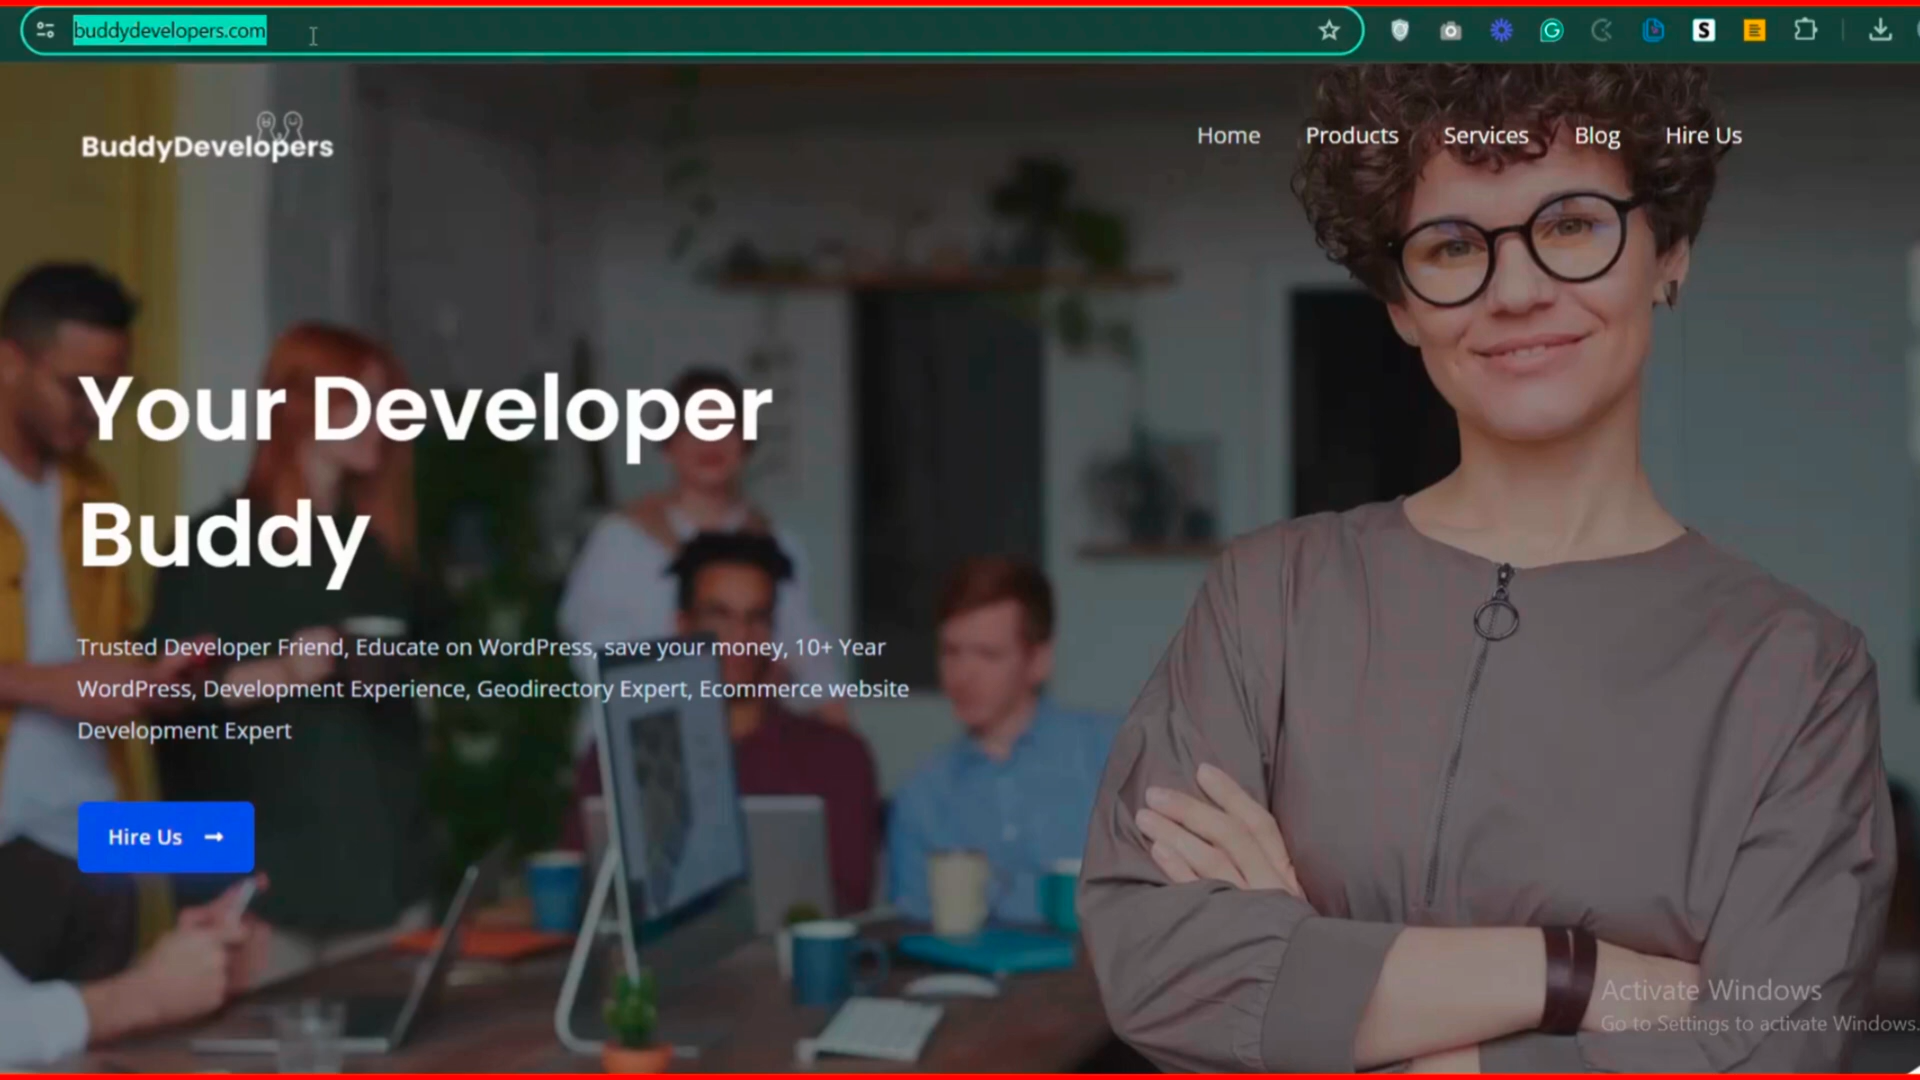 buddydevelopers.com
BuddyDevelopers
Home Products Services Blog Hire Us
Your Developer
Buddy
Trusted Developer Friend, Educate on WordPress, save your money, 10+ Year
WordPress, Development Experience, Geodirectory Expert, Ecommerce website
Development Expert
Hire Us
Activate Windows
Go to Settings to activate Windows.